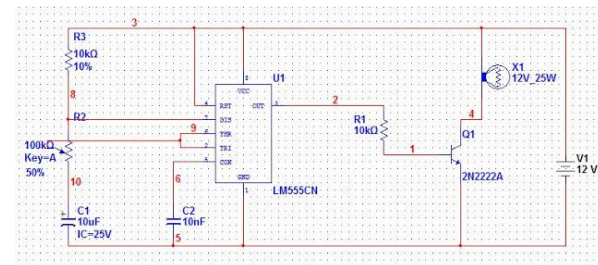 3
R3
10kΩ
10%
8
R2
100kΩ
Key=A
50%
10
C1
+
10uF
IC=25V
9
6
C2
10nF
5
U1
8
VCC
4
RST
OUT
3
7
DIS
6
THR
2
TRI
5
CON
GND
1
LM555CN
2
R1
10kΩ
1
4
Q1
2N2222A
X1
12V_25W
V1
12 V